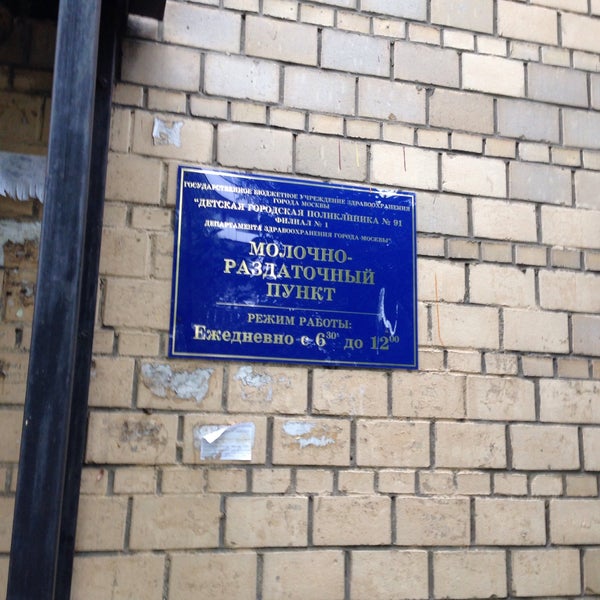 ГОСУДАРСТВЕННОЕ БЮДЖЕТНОЕ УЧРЕЖДЕНИЕ ЗДРАВООХРАНЕНИЯ
ГОРОДА МОСКВЫ
"ДЕТСКАЯ ГОРОДСКАЯ ПОЛИКЛИНИКА № 91
ФИЛИАЛ № 1
ДЕПАРТАМЕНТА ЗДРАВООХРАНЕНИЯ ГОРОДА МОСКВЫ"
МОЛОЧНО-
РАЗДАТОЧНЫЙ
ПУНКТ
РЕЖИМ РАБОТЫ:
ЕЖЕДНЕВНО С 6³⁰ ДО 12⁰⁰